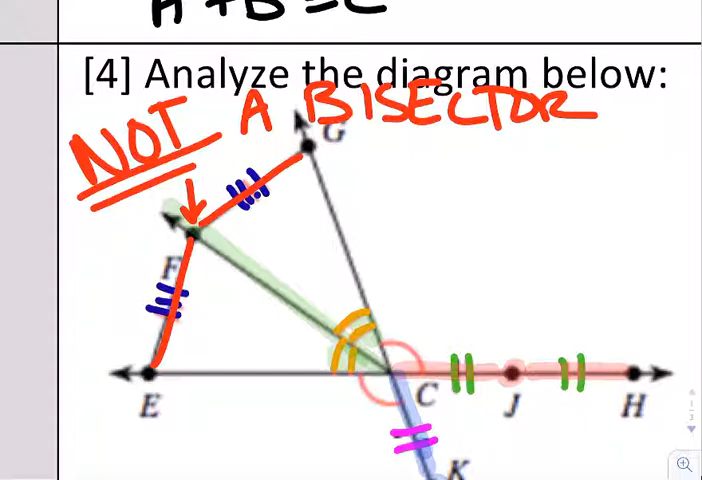 A + B = C
[4] Analyze the diagram below:
NOT A BISECTOR
G
F
E
C
J
H
K